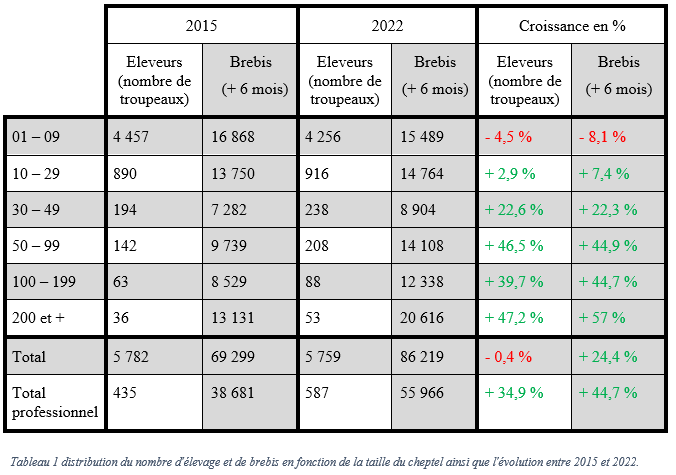 2015 2022 Croissance en %
Eleveurs (nombre de troupeaux) Brebis (+ 6 mois) Eleveurs (nombre de troupeaux) Brebis (+ 6 mois) Eleveurs (nombre de troupeaux) Brebis (+ 6 mois)
01 – 09 4 457 16 868 4 256 15 489 - 4,5 % - 8,1 %
10 – 29 890 13 750 916 14 764 + 2,9 % + 7,4 %
30 – 49 194 7 282 238 8 904 + 22,6 % + 22,3 %
50 – 99 142 9 739 208 14 108 + 46,5 % + 44,9 %
100 – 199 63 8 529 88 12 338 + 39,7 % + 44,7 %
200 et + 36 13 131 53 20 616 + 47,2 % + 57 %
Total 5 782 69 299 5 759 86 219 - 0,4 % + 24,4 %
Total professionnel 435 38 681 587 55 966 + 34,9 % + 44,7 %
Tableau 1 distribution du nombre d'élevage et de brebis en fonction de la taille du cheptel ainsi que l'évolution entre 2015 et 2022.